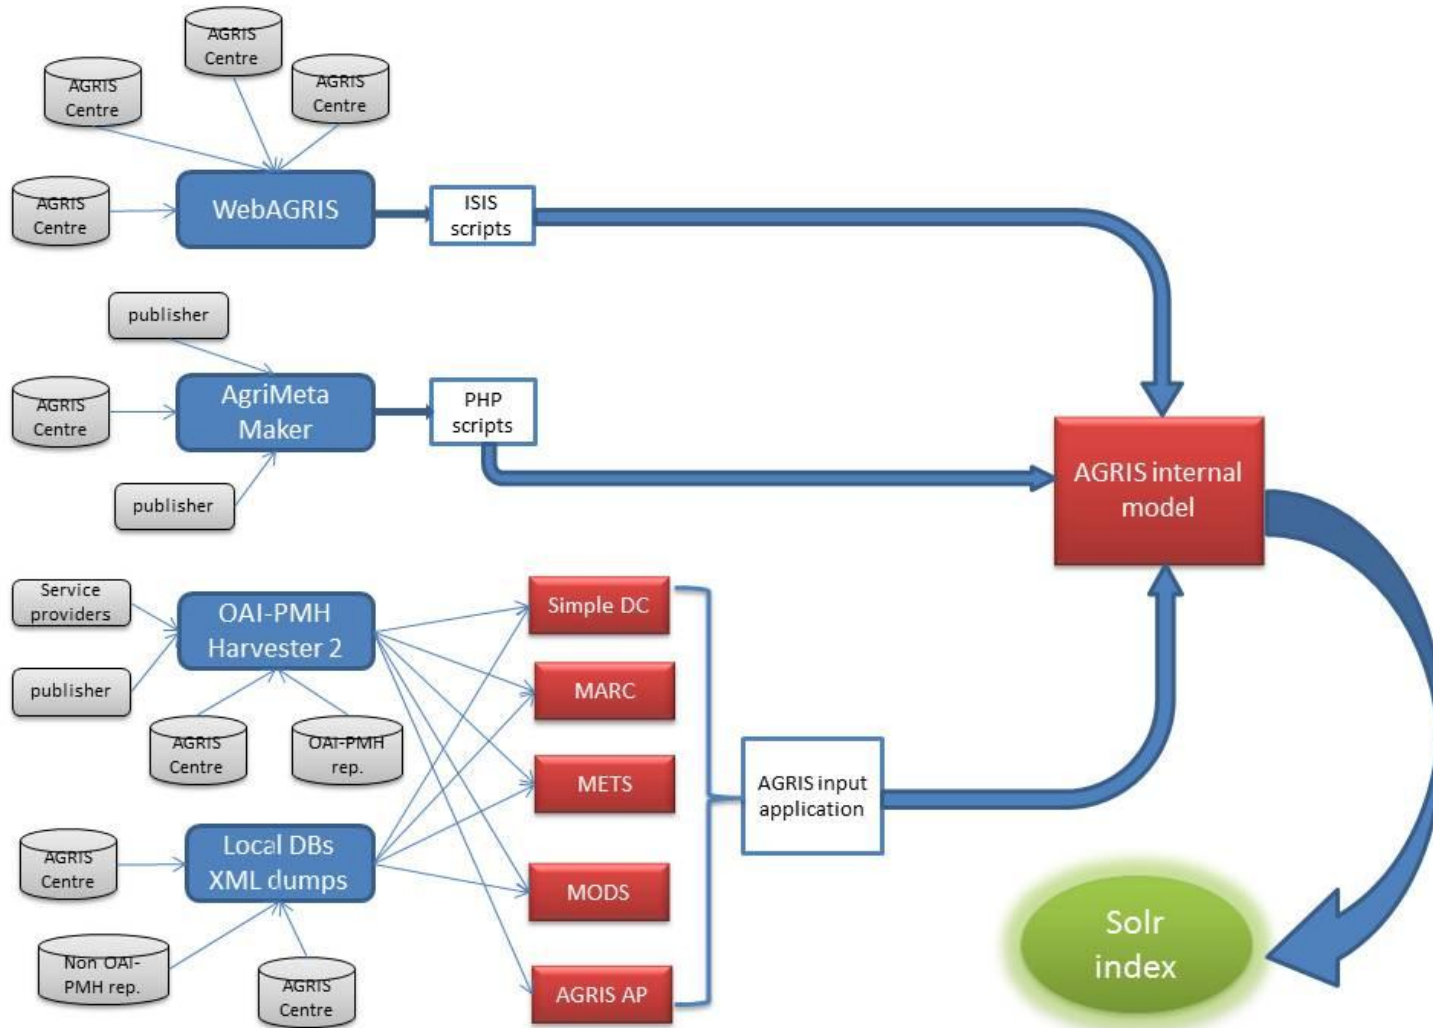 AGRIS
Centre
AGRIS
Centre
AGRIS
Centre
AGRIS
Centre
WebAGRIS
ISIS
scripts
publisher
AGRIS
Centre
AgriMeta
Maker
PHP
scripts
publisher
AGRIS internal
model
Service
providers
publisher
OAI-PMH
Harvester 2
AGRIS
Centre
OAI-PMH
rep.
Simple DC
MARC
METS
MODS
AGRIS AP
AGRIS input
application
AGRIS
Centre
Local DBs
XML dumps
Non OAI-
PMH rep.
AGRIS
Centre
Solr
index